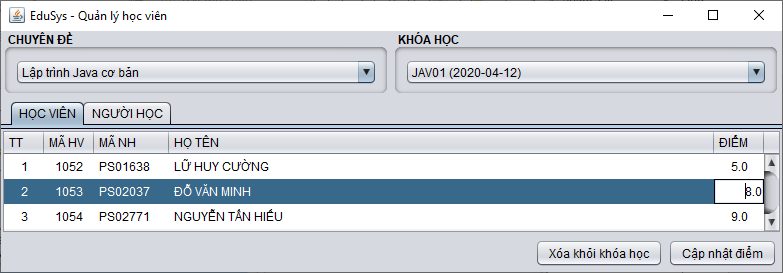 EduSys - Quản lý học viên
CHUYÊN ĐỀ KHÓA HỌC
Lập trình Java cơ bản JAV01 (2020-04-12)
HỌC VIÊN NGƯỜI HỌC
TT MÃ HV MÃ NH HỌ TÊN ĐIỂM
1 1052 PS01638 LỮ HUY CƯỜNG 5.0
2 1053 PS02037 ĐỖ VĂN MINH 8.0
3 1054 PS02771 NGUYỄN TẤN HIẾU 9.0
Xóa khỏi khóa học Cập nhật điểm